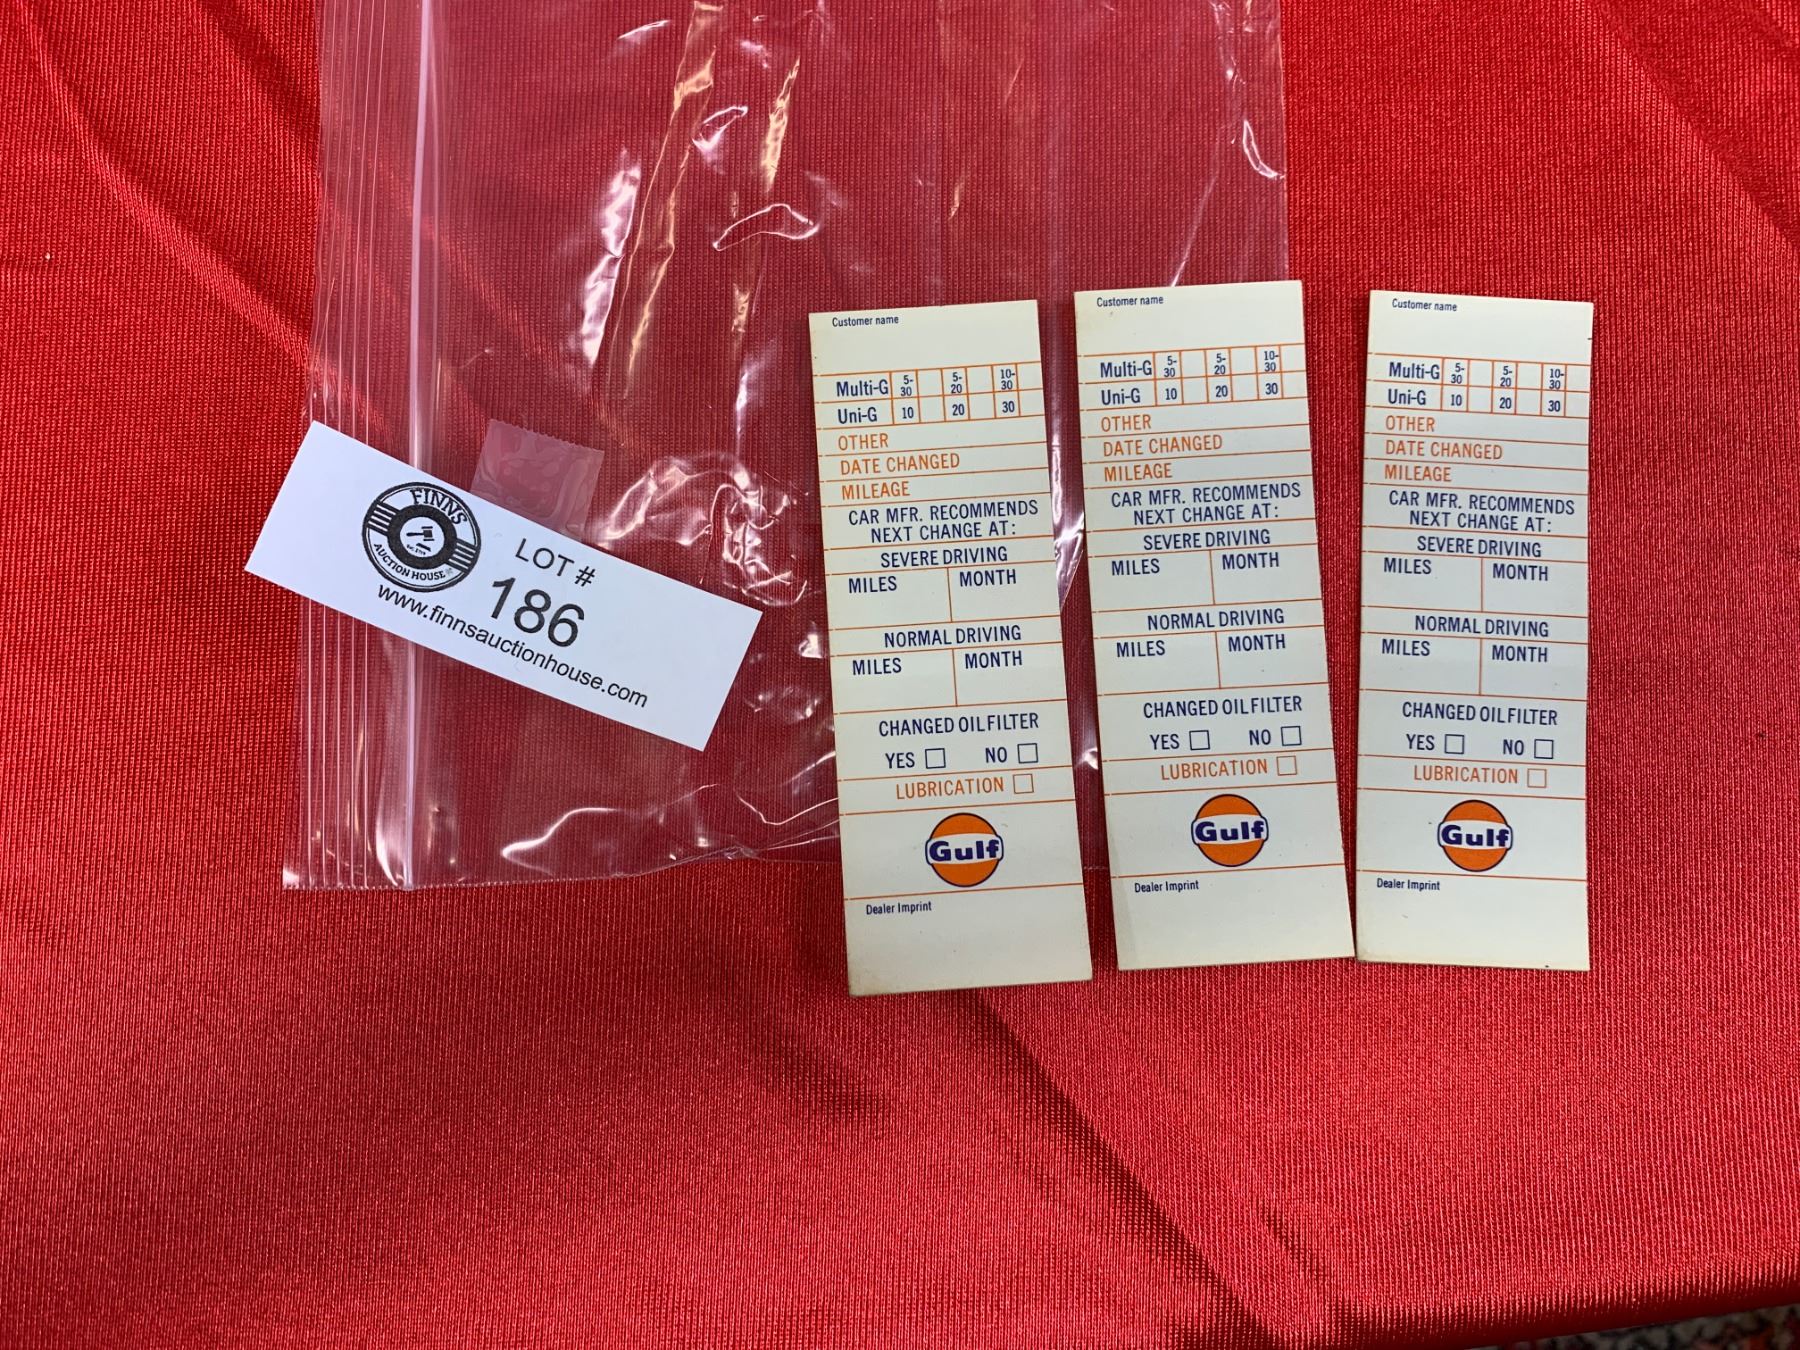 FINNS
AUCTION HOUSE
LOT #
186
www.finnsauctionhouse.com
Customer name
Multi-G 5-30 5-20 10-30
Uni-G 10 20 30
OTHER
DATE CHANGED
MILEAGE
CAR MFR. RECOMMENDS
NEXT CHANGE AT:
SEVERE DRIVING
MILES MONTH
NORMAL DRIVING
MILES MONTH
CHANGED OIL FILTER
YES NO
LUBRICATION
Gulf
Dealer Imprint
Customer name
Multi-G 5-30 5-20 10-30
Uni-G 10 20 30
OTHER
DATE CHANGED
MILEAGE
CAR MFR. RECOMMENDS
NEXT CHANGE AT:
SEVERE DRIVING
MILES MONTH
NORMAL DRIVING
MILES MONTH
CHANGED OIL FILTER
YES NO
LUBRICATION
Gulf
Dealer Imprint
Customer name
Multi-G 5-30 5-20 10-30
Uni-G 10 20 30
OTHER
DATE CHANGED
MILEAGE
CAR MFR. RECOMMENDS
NEXT CHANGE AT:
SEVERE DRIVING
MILES MONTH
NORMAL DRIVING
MILES MONTH
CHANGED OIL FILTER
YES NO
LUBRICATION
Gulf
Dealer Imprint